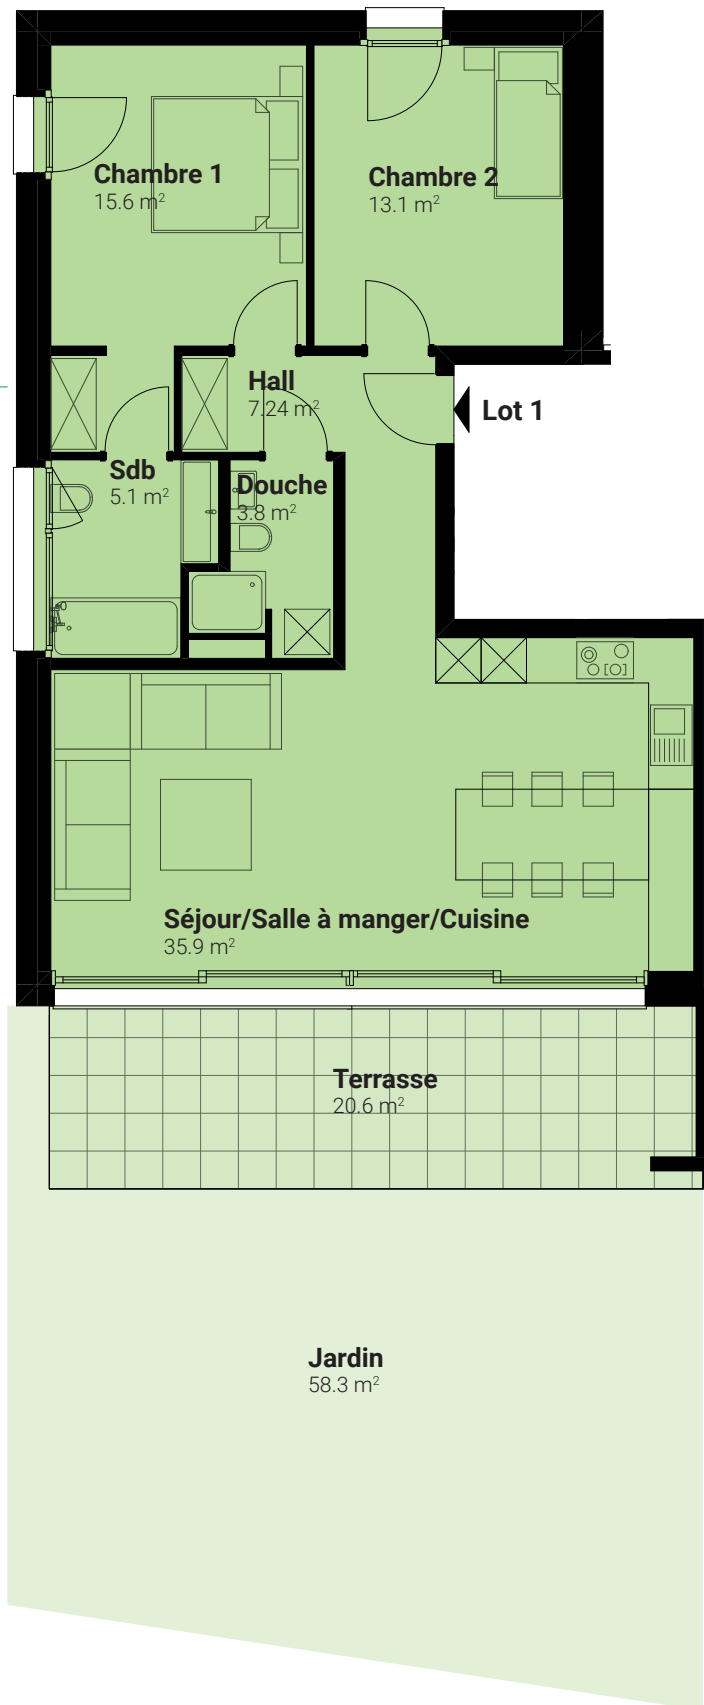 Chambre 1
15.6 m²
Chambre 2
13.1 m²
Hall
7.24 m²
Lot 1
Sdb
5.1 m²
Douche
3.8 m²
Séjour/Salle à manger/Cuisine
35.9 m²
Terrasse
20.6 m²
Jardin
58.3 m²